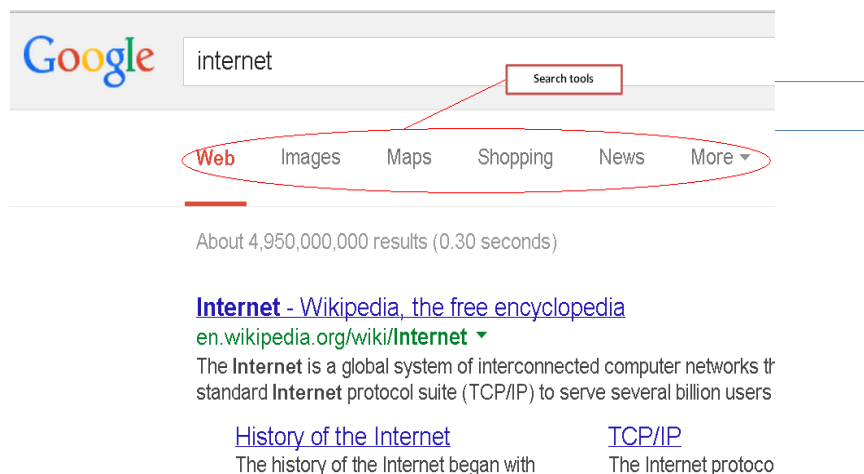 Google
internet
Search tools
Web Images Maps Shopping News More
About 4,950,000,000 results (0.30 seconds)
Internet - Wikipedia, the free encyclopedia
en.wikipedia.org/wiki/Internet
The Internet is a global system of interconnected computer networks th
standard Internet protocol suite (TCP/IP) to serve several billion users
History of the Internet TCP/IP
The history of the Internet began with The Internet protoco